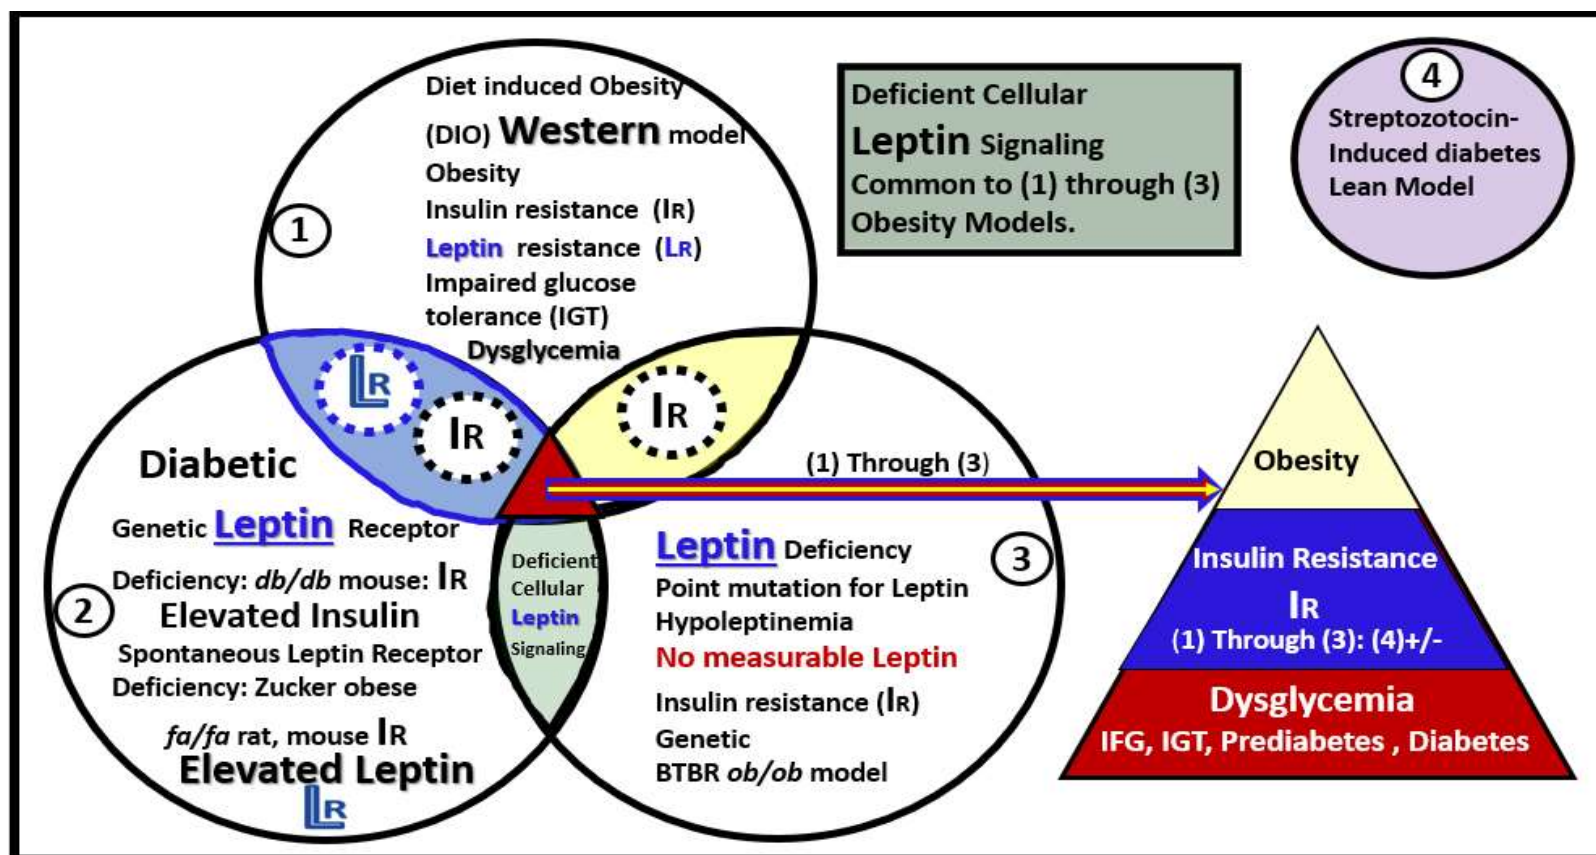 1
Diet induced Obesity
(DIO) Western model
Obesity
Insulin resistance (IR)
Leptin resistance (LR)
Impaired glucose
tolerance (IGT)
Dysglycemia
Deficient Cellular
Leptin Signaling
Common to (1) through (3)
Obesity Models.
4
Streptozotocin-
Induced diabetes
Lean Model
LR
IR
IR
2
Diabetic
Genetic Leptin Receptor
Deficiency: db/db mouse: IR
Elevated Insulin
Spontaneous Leptin Receptor
Deficiency: Zucker obese
fa/fa rat, mouse IR
Elevated Leptin
LR
Deficient
Cellular
Leptin
Signaling
(1) Through (3)
3
Leptin Deficiency
Point mutation for Leptin
Hypoleptinemia
No measurable Leptin
Insulin resistance (IR)
Genetic
BTBR ob/ob model
Obesity
Insulin Resistance
IR
(1) Through (3): (4)+/-
Dysglycemia
IFG, IGT, Prediabetes , Diabetes